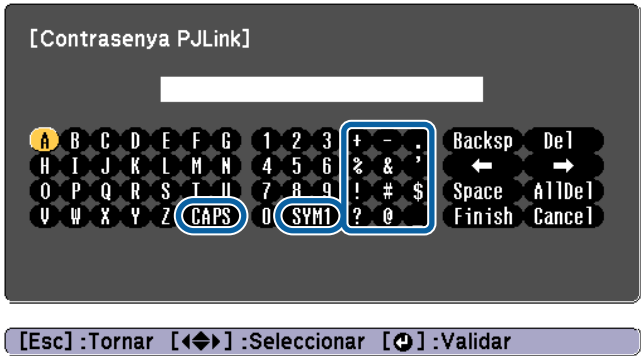 [Contrasenya PJLink]
A B C D E F G 1 2 3 + - . Backsp Del
H I J K L M N 4 5 6 % & ' ← →
O P Q R S T U 7 8 9 ! # $ Space AllDel
V W X Y Z CAPS 0 SYM1 ? @ _ Finish Cancel
[Esc] :Tornar [◂◆▸] :Seleccionar [↵] :Validar